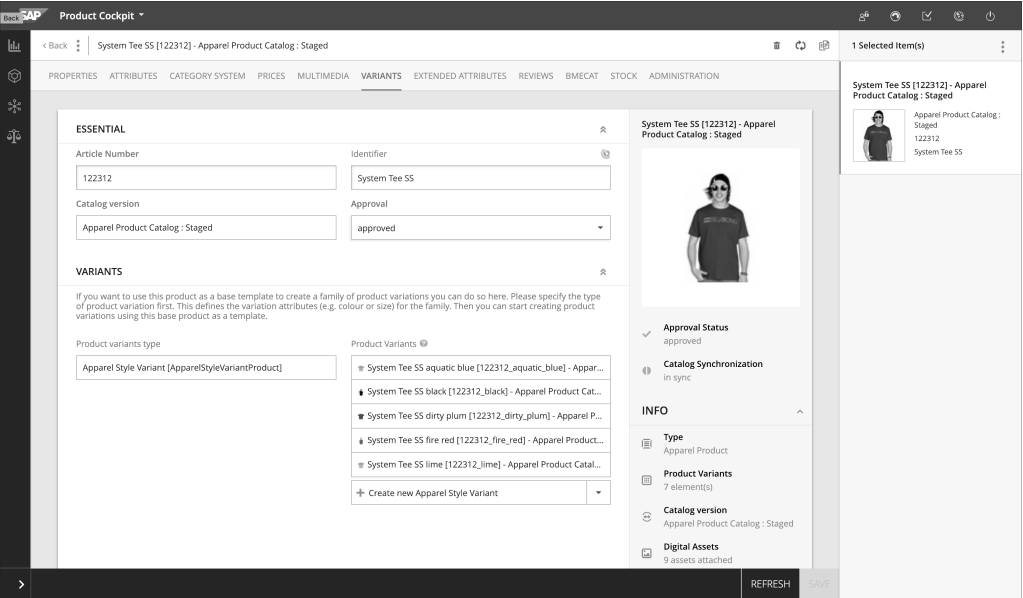 Back
SAP
Product Cockpit
Back
System Tee SS [122312] - Apparel Product Catalog : Staged
1 Selected Item(s)
PROPERTIES
ATTRIBUTES
CATEGORY SYSTEM
PRICES
MULTIMEDIA
VARIANTS
EXTENDED ATTRIBUTES
REVIEWS
BMECAT
STOCK
ADMINISTRATION
ESSENTIAL
Article Number
Identifier
122312
System Tee SS
Catalog version
Approval
Apparel Product Catalog : Staged
approved
VARIANTS
If you want to use this product as a base template to create a family of product variations you can do so here. Please specify the type
of product variation first. This defines the variation attributes (e.g. colour or size) for the family. Then you can start creating product
variations using this base product as a template.
Product variants type
Product Variants
Apparel Style Variant [ApparelStyleVariantProduct]
System Tee SS aquatic blue [122312_aquatic_blue] - Appar...
System Tee SS black [122312_black] - Apparel Product Cat...
System Tee SS dirty plum [122312_dirty_plum] - Apparel P...
System Tee SS fire red [122312_fire_red] - Apparel Product...
System Tee SS lime [122312_lime] - Apparel Product Catal...
Create new Apparel Style Variant
System Tee SS [122312] - Apparel
Product Catalog : Staged
Approval Status
approved
Catalog Synchronization
in sync
INFO
Type
Apparel Product
Product Variants
7 element(s)
Catalog version
Apparel Product Catalog : Staged
Digital Assets
9 assets attached
System Tee SS [122312] - Apparel
Product Catalog : Staged
Apparel Product Catalog :
Staged
122312
System Tee SS
REFRESH
SAVE